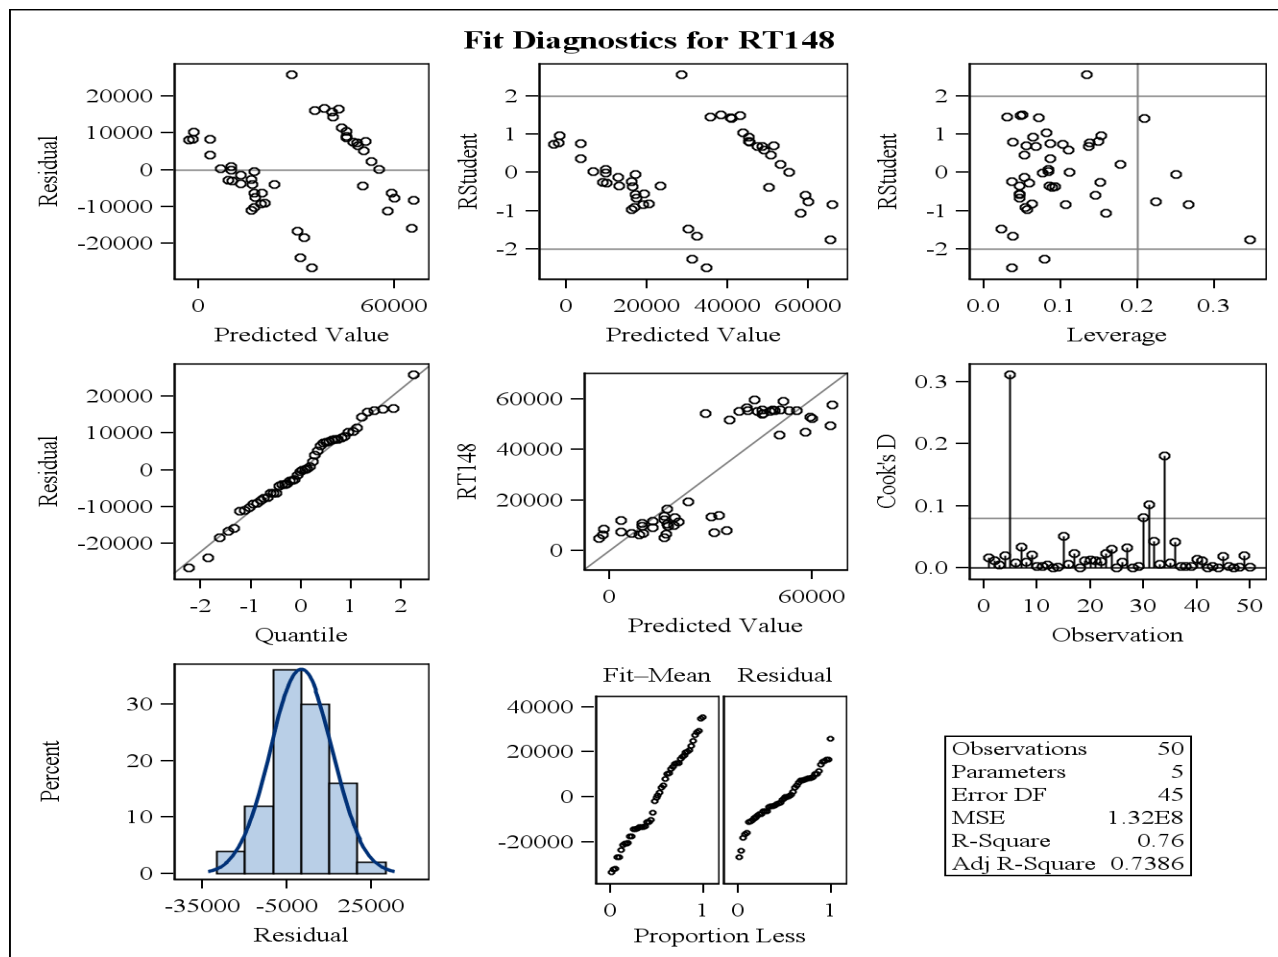 Fit Diagnostics for RT148
Residual
20000
10000
0
-10000
-20000
0 60000
Predicted Value
RStudent
2
1
0
-1
-2
0 20000 40000 60000
Predicted Value
RStudent
2
1
0
-1
-2
0.0 0.1 0.2 0.3
Leverage
Residual
20000
10000
0
-10000
-20000
-2 -1 0 1 2
Quantile
RT148
60000
40000
20000
0
0 60000
Predicted Value
Cook's D
0.3
0.2
0.1
0.0
0 10 20 30 40 50
Observation
Percent
30
20
10
0
-35000 -5000 25000
Residual
Fit–Mean Residual
40000
20000
0
-20000
0 1 0 1
Proportion Less
Observations 50
Parameters 5
Error DF 45
MSE 1.32E8
R-Square 0.76
Adj R-Square 0.7386